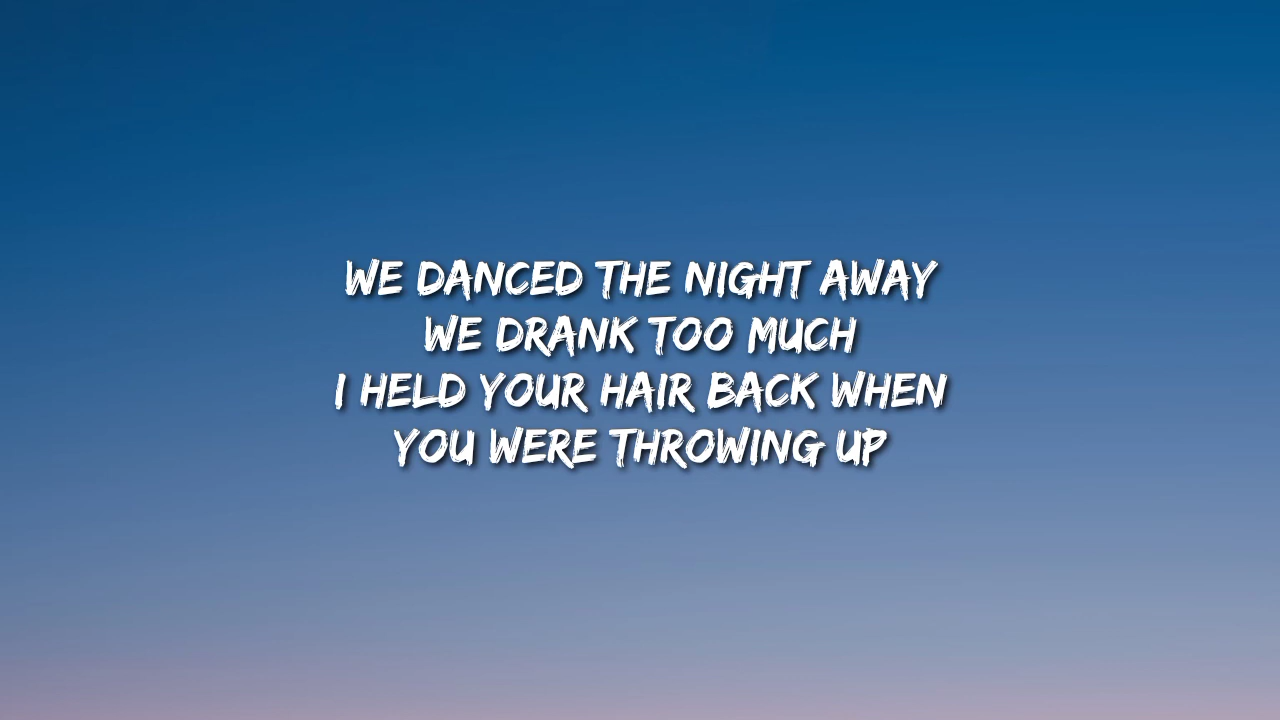 WE DANCED THE NIGHT AWAY
WE DRANK TOO MUCH
I HELD YOUR HAIR BACK WHEN
YOU WERE THROWING UP